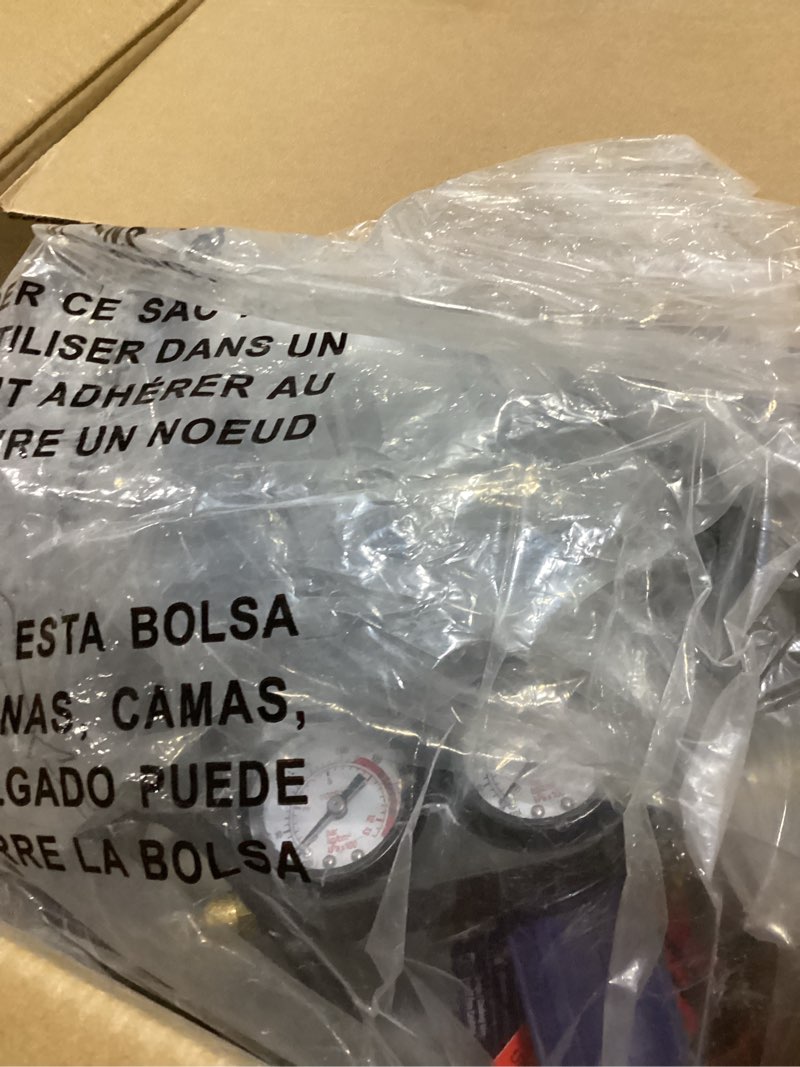 ER CE SAC
TILISER DANS UN
T ADHÉRER AU
RE UN NOEUD
ESTA BOLSA
NAS, CAMAS,
LGADO PUEDE
RRE LA BOLSA